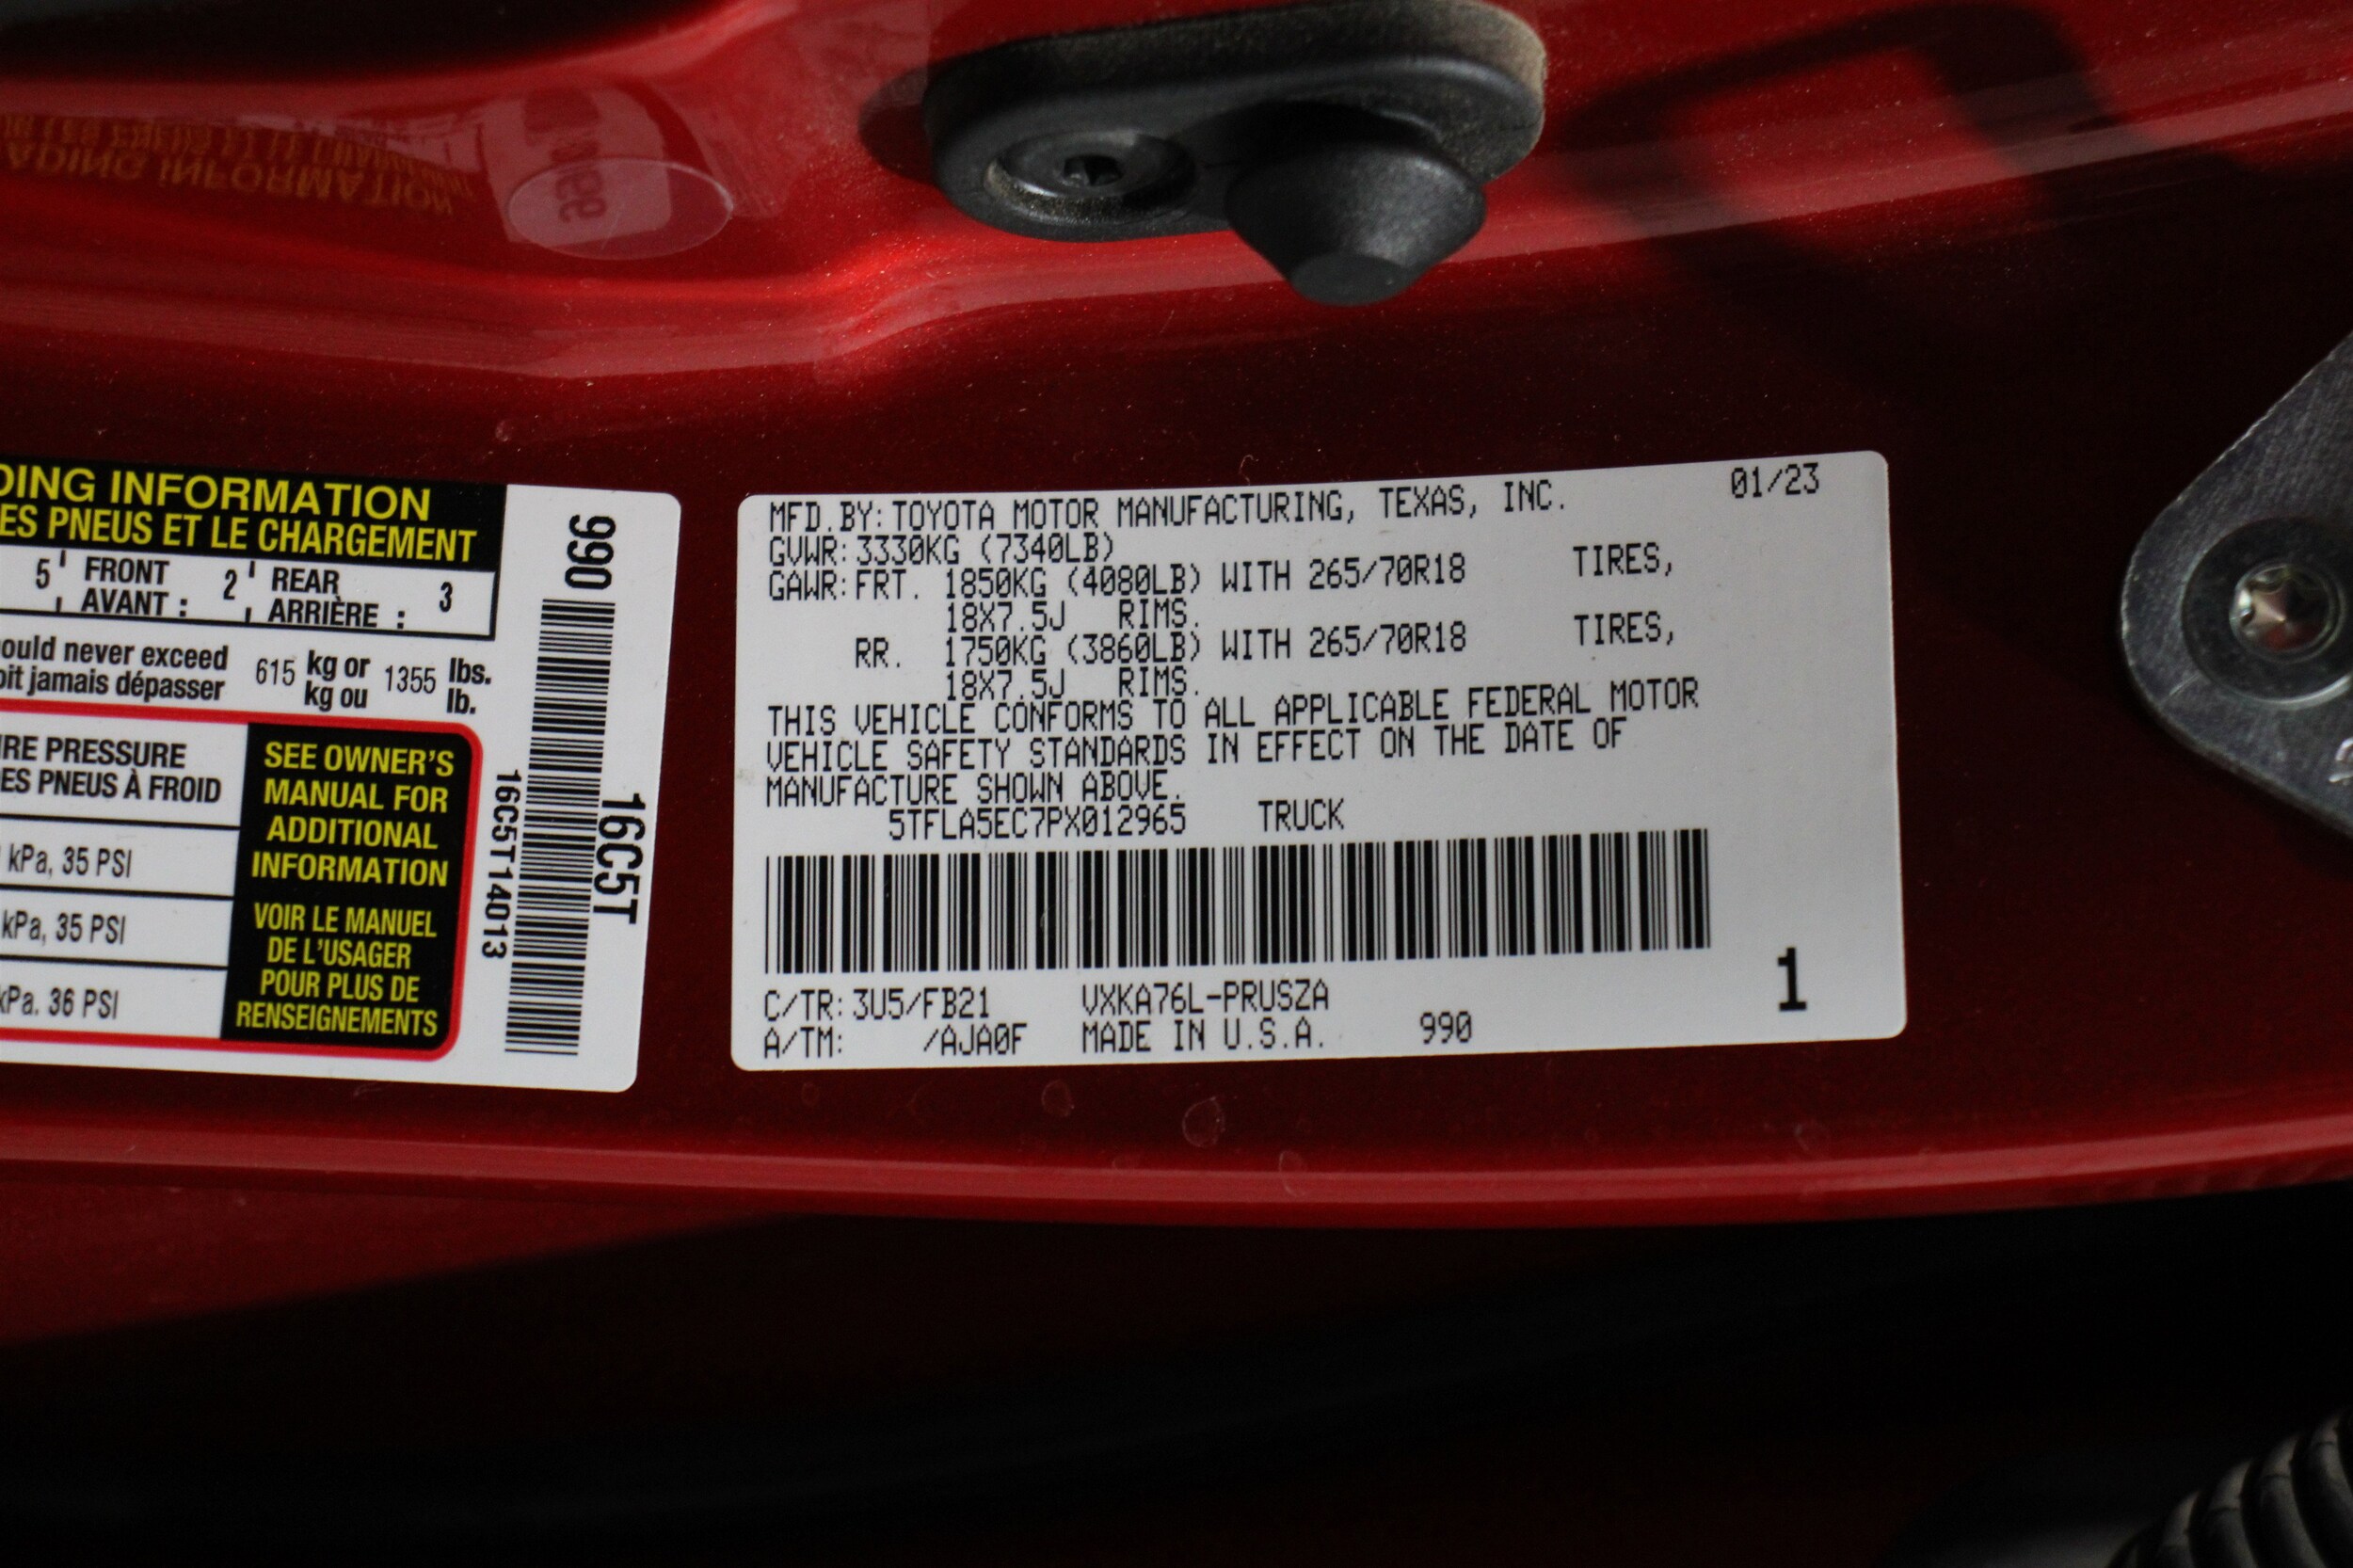 DING INFORMATION
ES PNEUS ET LE CHARGEMENT
5 FRONT 2 REAR 3
AVANT : ARRIÈRE :
ould never exceed 615 kg or 1355 lbs.
oit jamais dépasser kg ou lb.
IRE PRESSURE
DES PNEUS À FROID
kPa, 35 PSI
kPa, 35 PSI
kPa. 36 PSI
SEE OWNER'S
MANUAL FOR
ADDITIONAL
INFORMATION
VOIR LE MANUEL
DE L'USAGER
POUR PLUS DE
RENSEIGNEMENTS
990
16C5T
16C5T14013
MFD.BY:TOYOTA MOTOR MANUFACTURING, TEXAS, INC. 01/23
GVWR:3330KG (7340LB)
GAWR:FRT. 1850KG (4080LB) WITH 265/70R18 TIRES,
18X7.5J RIMS.
RR. 1750KG (3860LB) WITH 265/70R18 TIRES,
18X7.5J RIMS.
THIS VEHICLE CONFORMS TO ALL APPLICABLE FEDERAL MOTOR
VEHICLE SAFETY STANDARDS IN EFFECT ON THE DATE OF
MANUFACTURE SHOWN ABOVE.
5TFLA5EC7PX012965 TRUCK
C/TR:3U5/FB21 VXKA76L-PRUSZA 1
A/TM: /AJA0F MADE IN U.S.A. 990